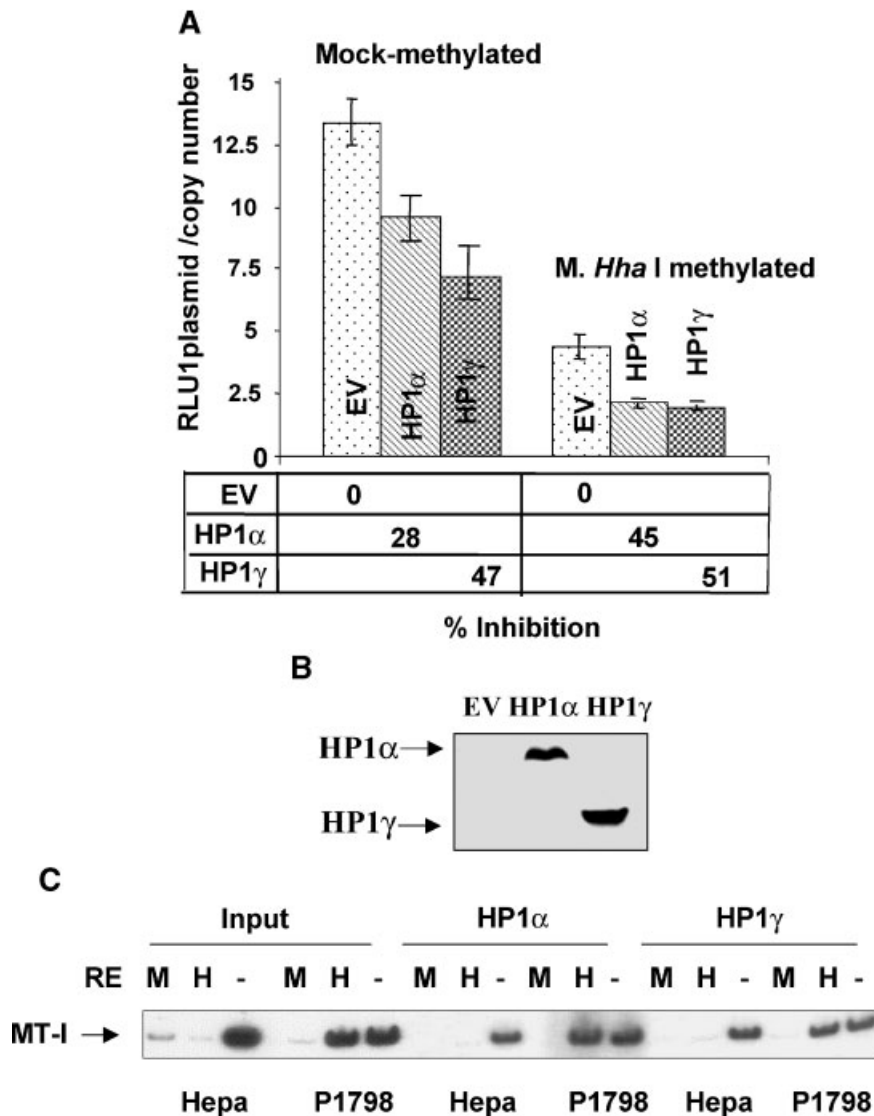 A
Mock-methylated
RLU1plasmid /copy number
15
12.5
10
7.5
5
2.5
0
EV
HP1α
HP1γ
M. Hha I methylated
EV
HP1α
HP1γ
EV 0 0
HP1α 28 45
HP1γ 47 51
% Inhibition
B
EV HP1α HP1γ
HP1α
HP1γ
C
Input HP1α HP1γ
RE M H - M H - M H - M H - M H - M H -
MT-I
Hepa P1798 Hepa P1798 Hepa P1798